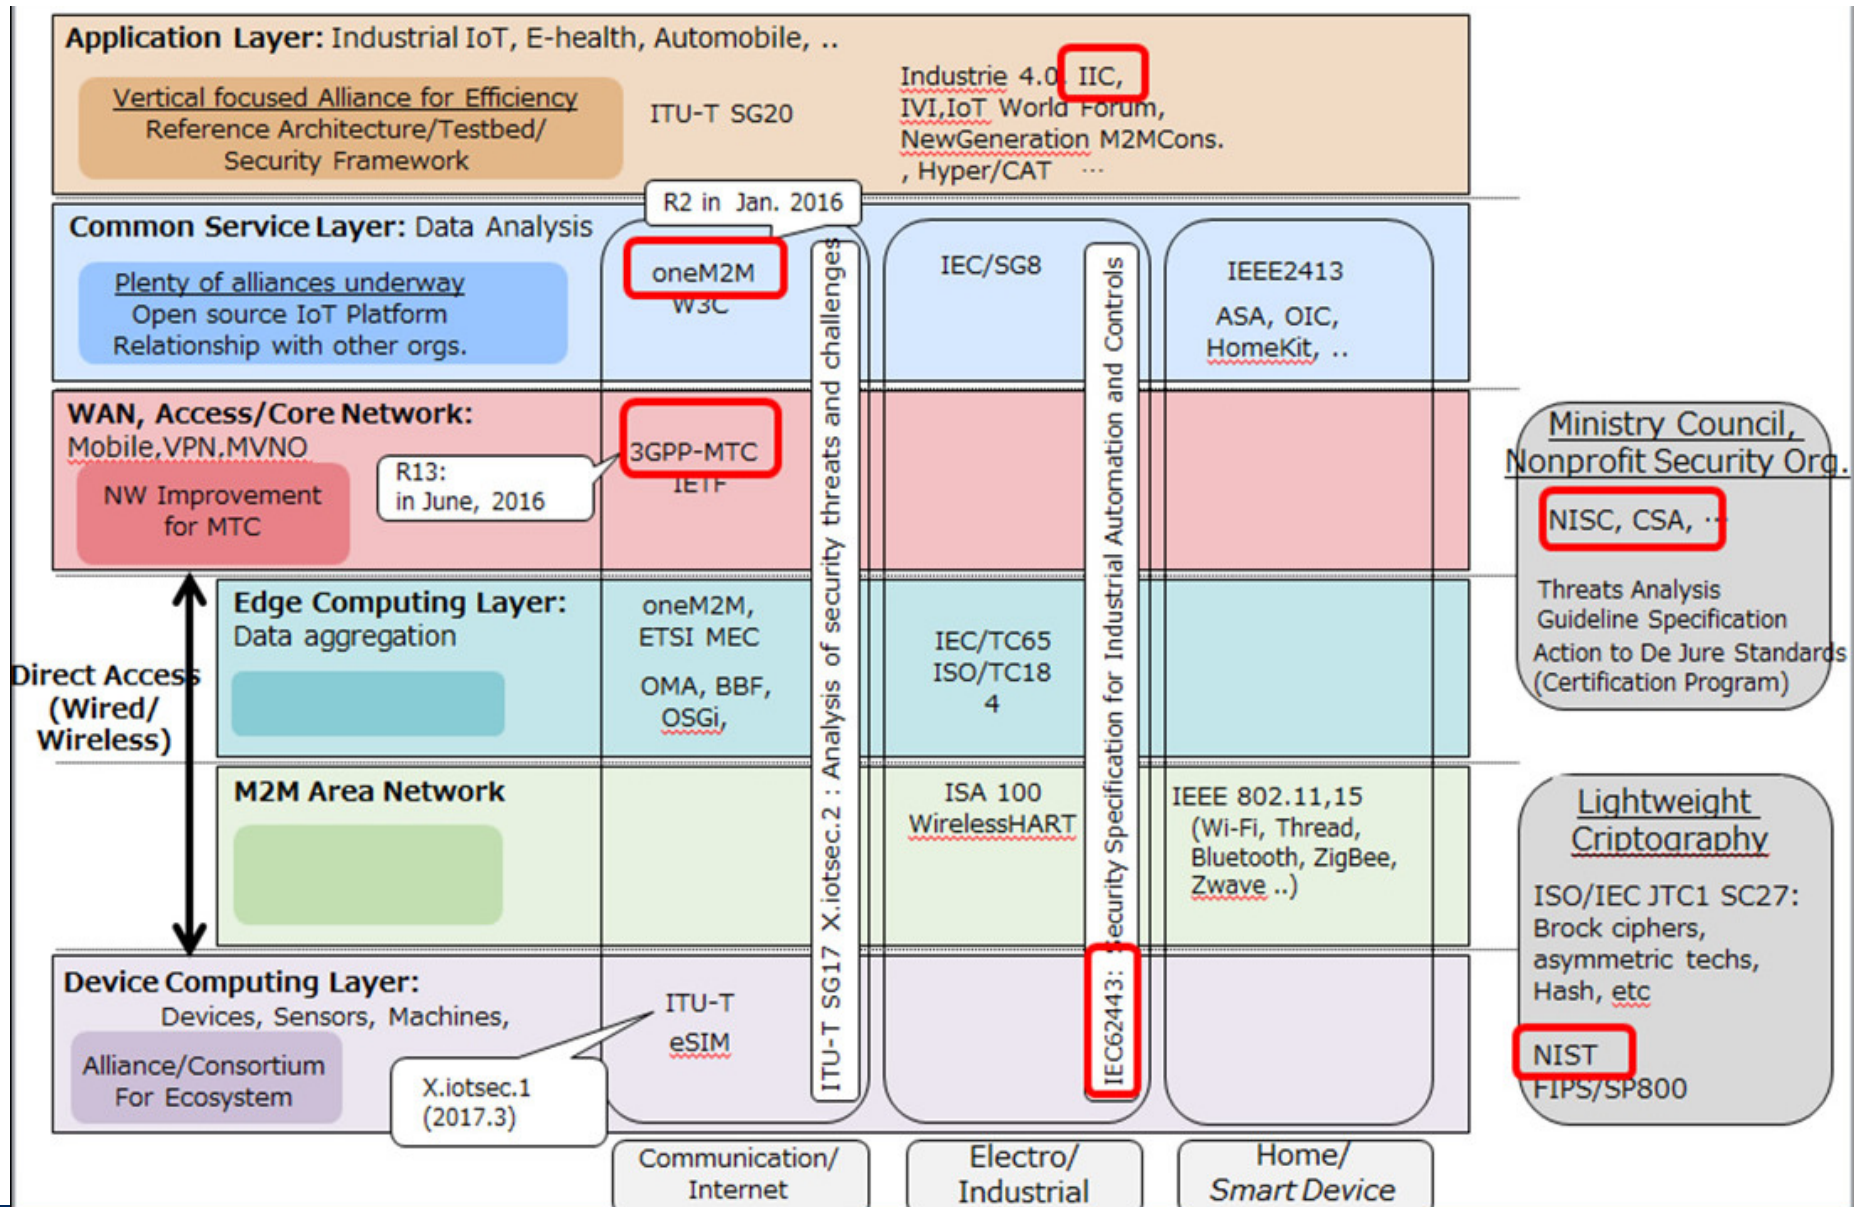 Application Layer: Industrial IoT, E-health, Automobile, ..
Vertical focused Alliance for Efficiency
Reference Architecture/Testbed/
Security Framework
ITU-T SG20
Industrie 4.0, IIC,
IVI,IoT World Forum,
NewGeneration M2MCons.
, Hyper/CAT ...
R2 in Jan. 2016
Common Service Layer: Data Analysis
Plenty of alliances underway
Open source IoT Platform
Relationship with other orgs.
oneM2M
W3C
IEC/SG8
IEEE2413
ASA, OIC,
HomeKit, ..
WAN, Access/Core Network:
Mobile,VPN,MVNO
NW Improvement
for MTC
R13:
in June, 2016
3GPP-MTC
IETF
Direct Access
(Wired/
Wireless)
Edge Computing Layer:
Data aggregation
oneM2M,
ETSI MEC
OMA, BBF,
OSGi,
IEC/TC65
ISO/TC18
4
M2M Area Network
ISA 100
WirelessHART
IEEE 802.11,15
(Wi-Fi, Thread,
Bluetooth, ZigBee,
Zwave ..)
Device Computing Layer:
Devices, Sensors, Machines,
Alliance/Consortium
For Ecosystem
X.iotsec.1
(2017.3)
ITU-T
eSIM
ITU-T SG17 X.iotsec.2 : Analysis of security threats and challenges
IEC62443: Security Specification for Industrial Automation and Controls
Communication/
Internet
Electro/
Industrial
Home/
Smart Device
Ministry Council,
Nonprofit Security Org.
NISC, CSA, ...
Threats Analysis
Guideline Specification
Action to De Jure Standards
(Certification Program)
Lightweight
Criptography
ISO/IEC JTC1 SC27:
Brock ciphers,
asymmetric techs,
Hash, etc
NIST
FIPS/SP800